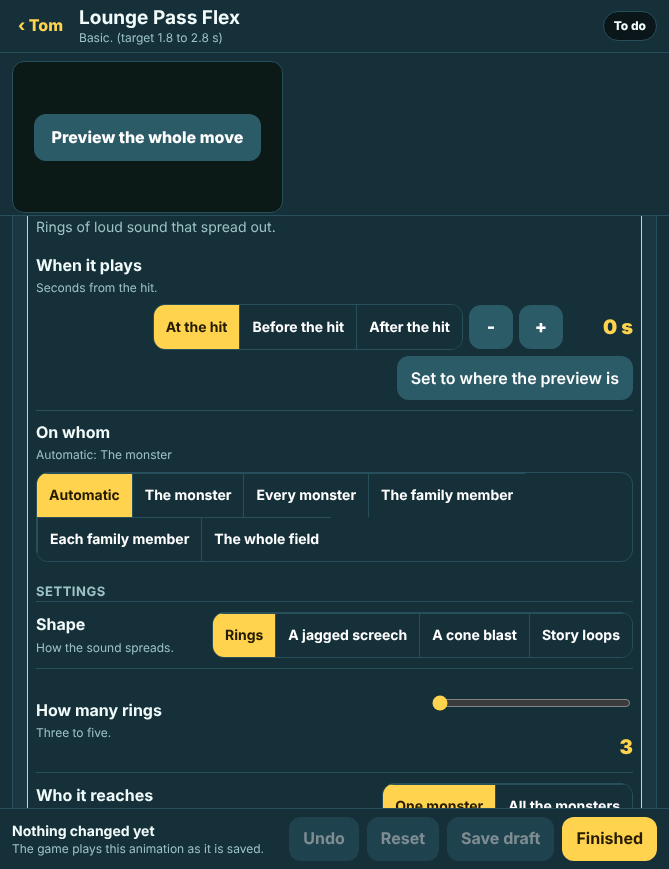 ‹ Tom
Lounge Pass Flex
Basic. (target 1.8 to 2.8 s)
To do
Preview the whole move
Rings of loud sound that spread out.
When it plays
Seconds from the hit.
At the hit
Before the hit
After the hit
-
+
0 s
Set to where the preview is
On whom
Automatic: The monster
Automatic
The monster
Every monster
The family member
Each family member
The whole field
SETTINGS
Shape
How the sound spreads.
Rings
A jagged screech
A cone blast
Story loops
How many rings
Three to five.
3
Who it reaches
One monster
All the monsters
Nothing changed yet
The game plays this animation as it is saved.
Undo
Reset
Save draft
Finished